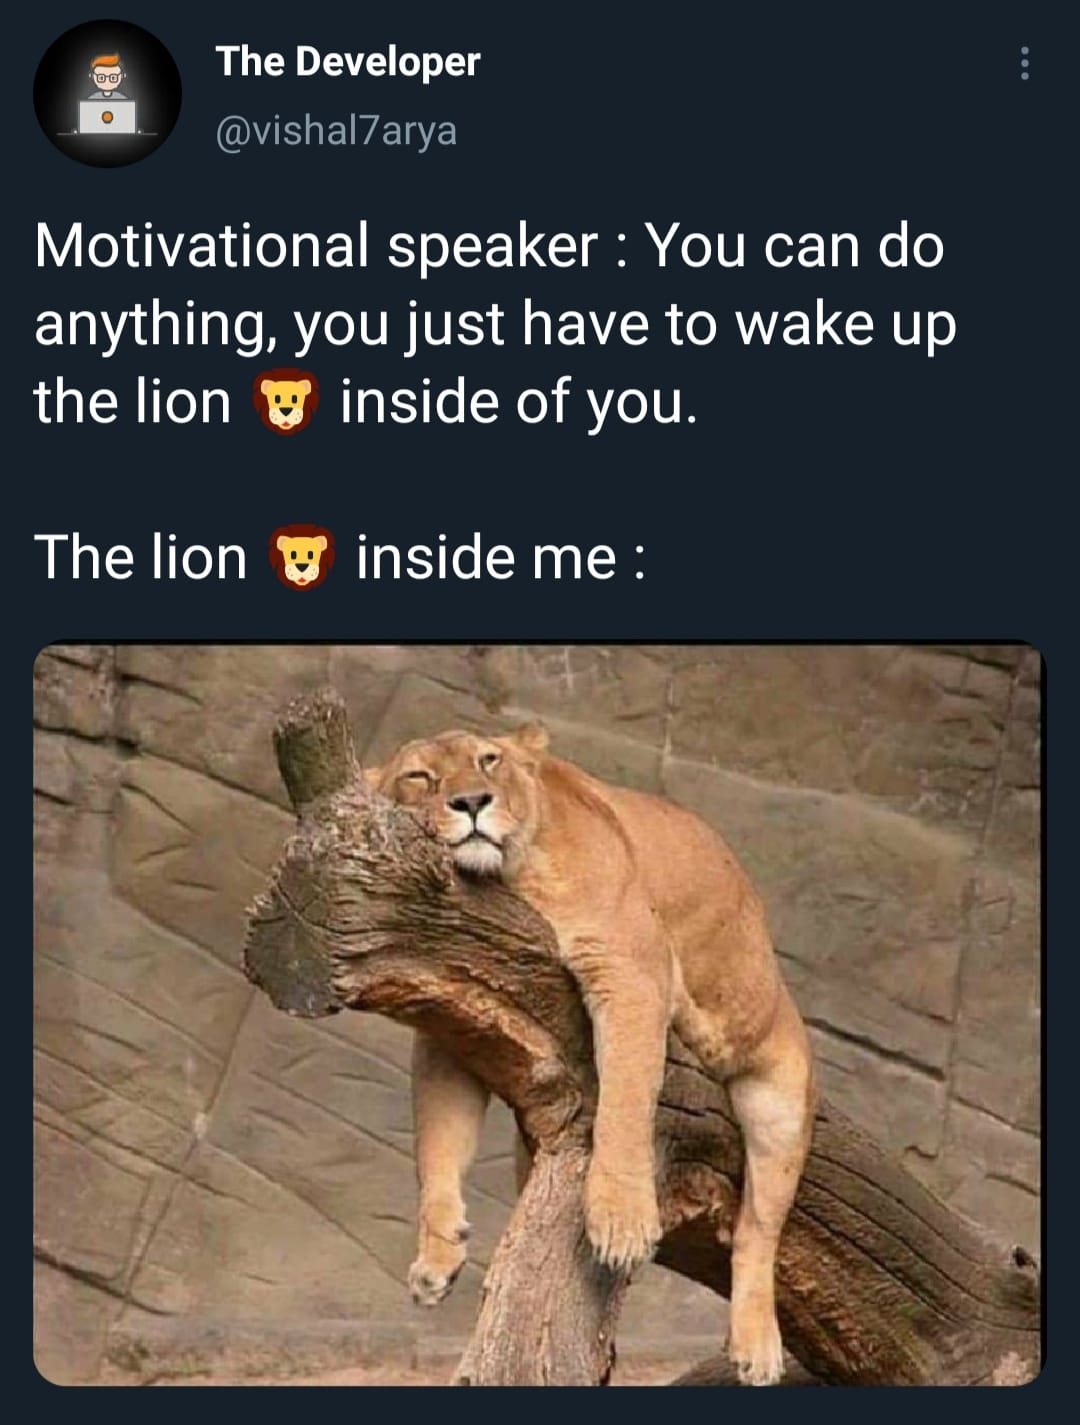 The Developer
@vishal7arya
Motivational speaker : You can do
anything, you just have to wake up
the lion 🦁 inside of you.
The lion 🦁 inside me :